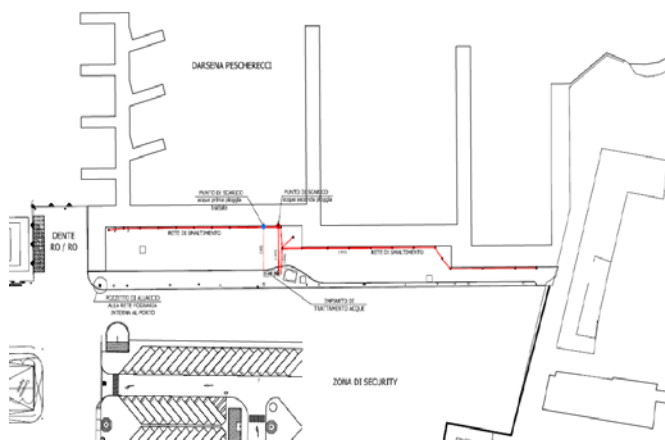 DARSENA PESCHERECCI
PUNTO DI SCARICO
acque prima pioggia
trattate
PUNTO DI SCARICO
acque seconda pioggia
DENTE
RO / RO
RETE DI SMALTIMENTO
RETE DI SMALTIMENTO
POZZETTO DI ALLACCIO
ALLA RETE FOGNARIA
INTERNA AL PORTO
IMPIANTO DI
TRATTAMENTO ACQUE
ZONA DI SECURITY